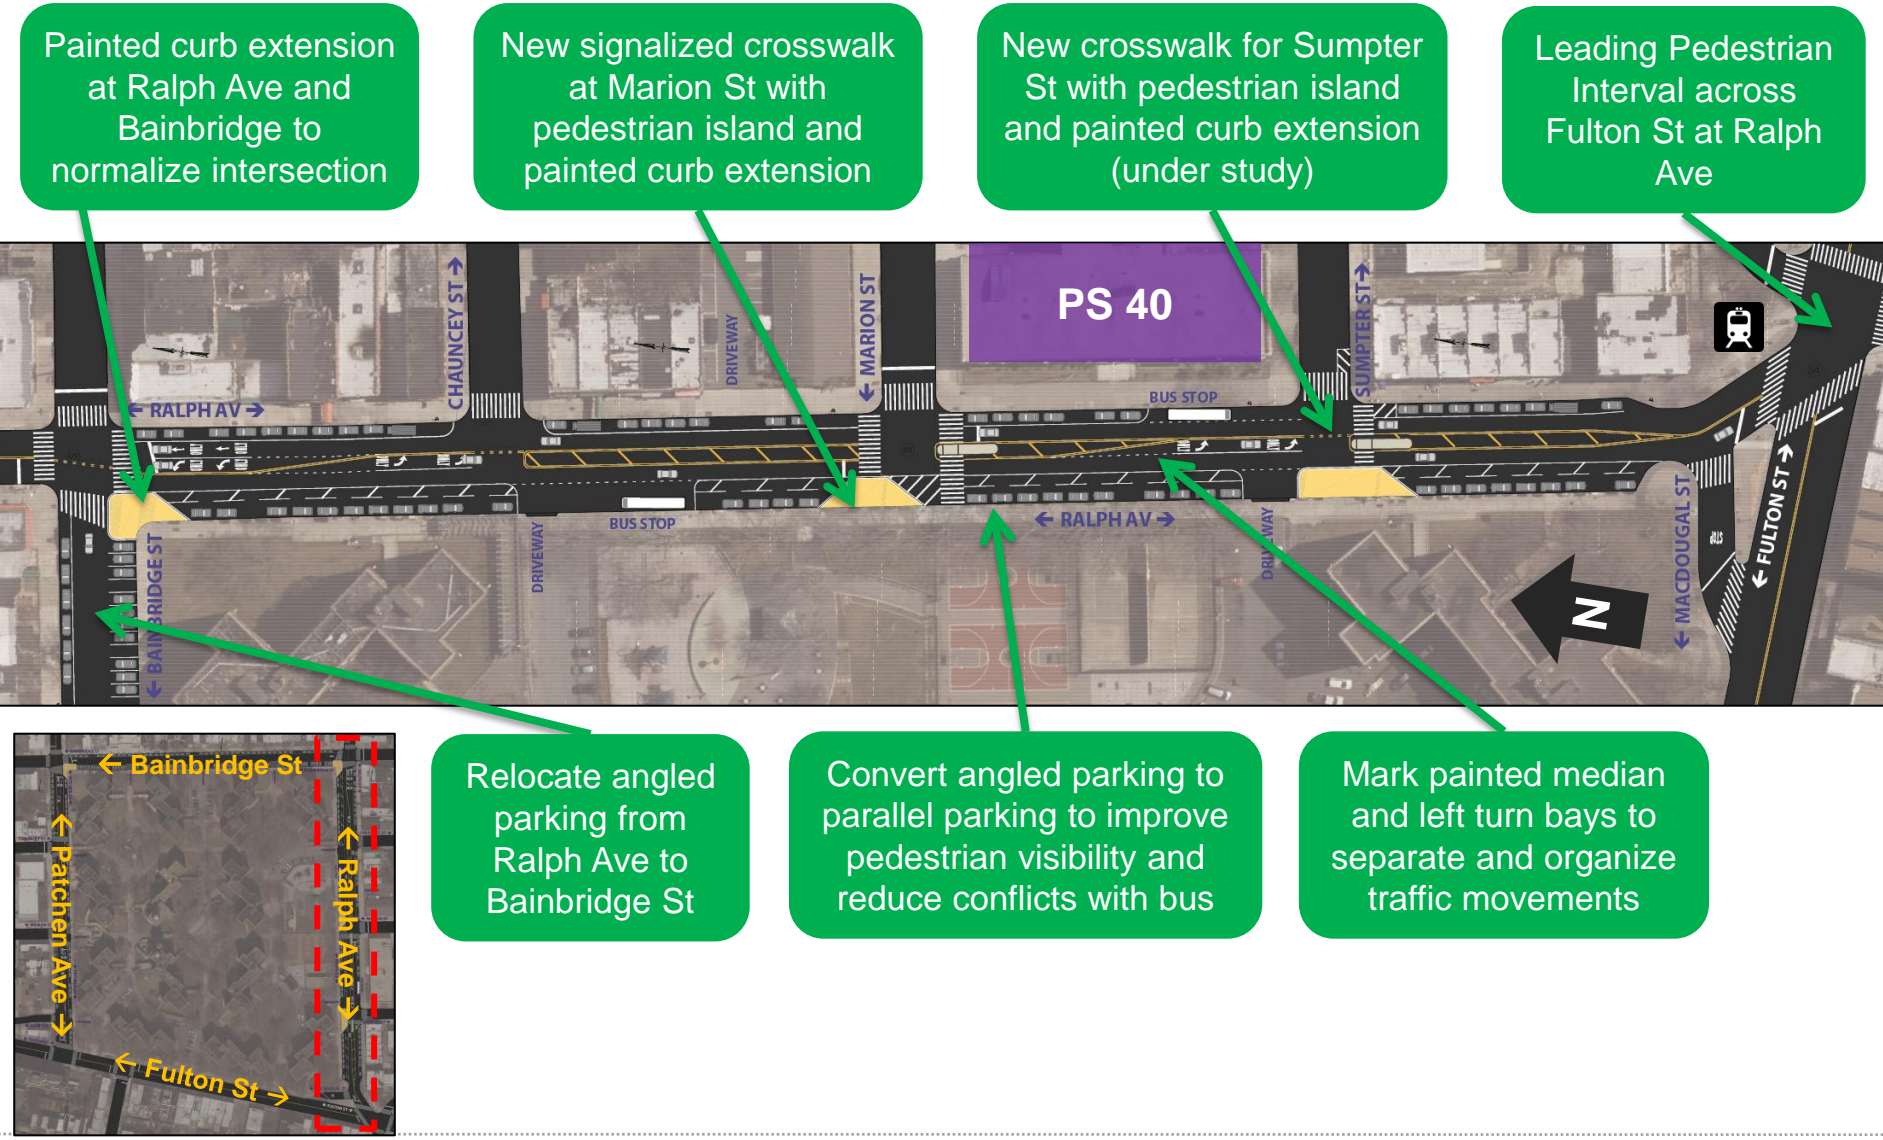 Painted curb extension
at Ralph Ave and
Bainbridge to
normalize intersection
New signalized crosswalk
at Marion St with
pedestrian island and
painted curb extension
New crosswalk for Sumpter
St with pedestrian island
and painted curb extension
(under study)
Leading Pedestrian
Interval across
Fulton St at Ralph
Ave
CHAUNCEY ST →
DRIVEWAY
← MARION ST
PS 40
SUMPTER ST →
← RALPH AV →
BUS STOP
← BAINBRIDGE ST
DRIVEWAY
BUS STOP
← RALPH AV →
DRIVEWAY
← MACDOUGAL ST
STOP
← FULTON ST →
N
← Bainbridge St
← Patchen Ave →
← Ralph Ave →
← Fulton St →
Relocate angled
parking from
Ralph Ave to
Bainbridge St
Convert angled parking to
parallel parking to improve
pedestrian visibility and
reduce conflicts with bus
Mark painted median
and left turn bays to
separate and organize
traffic movements